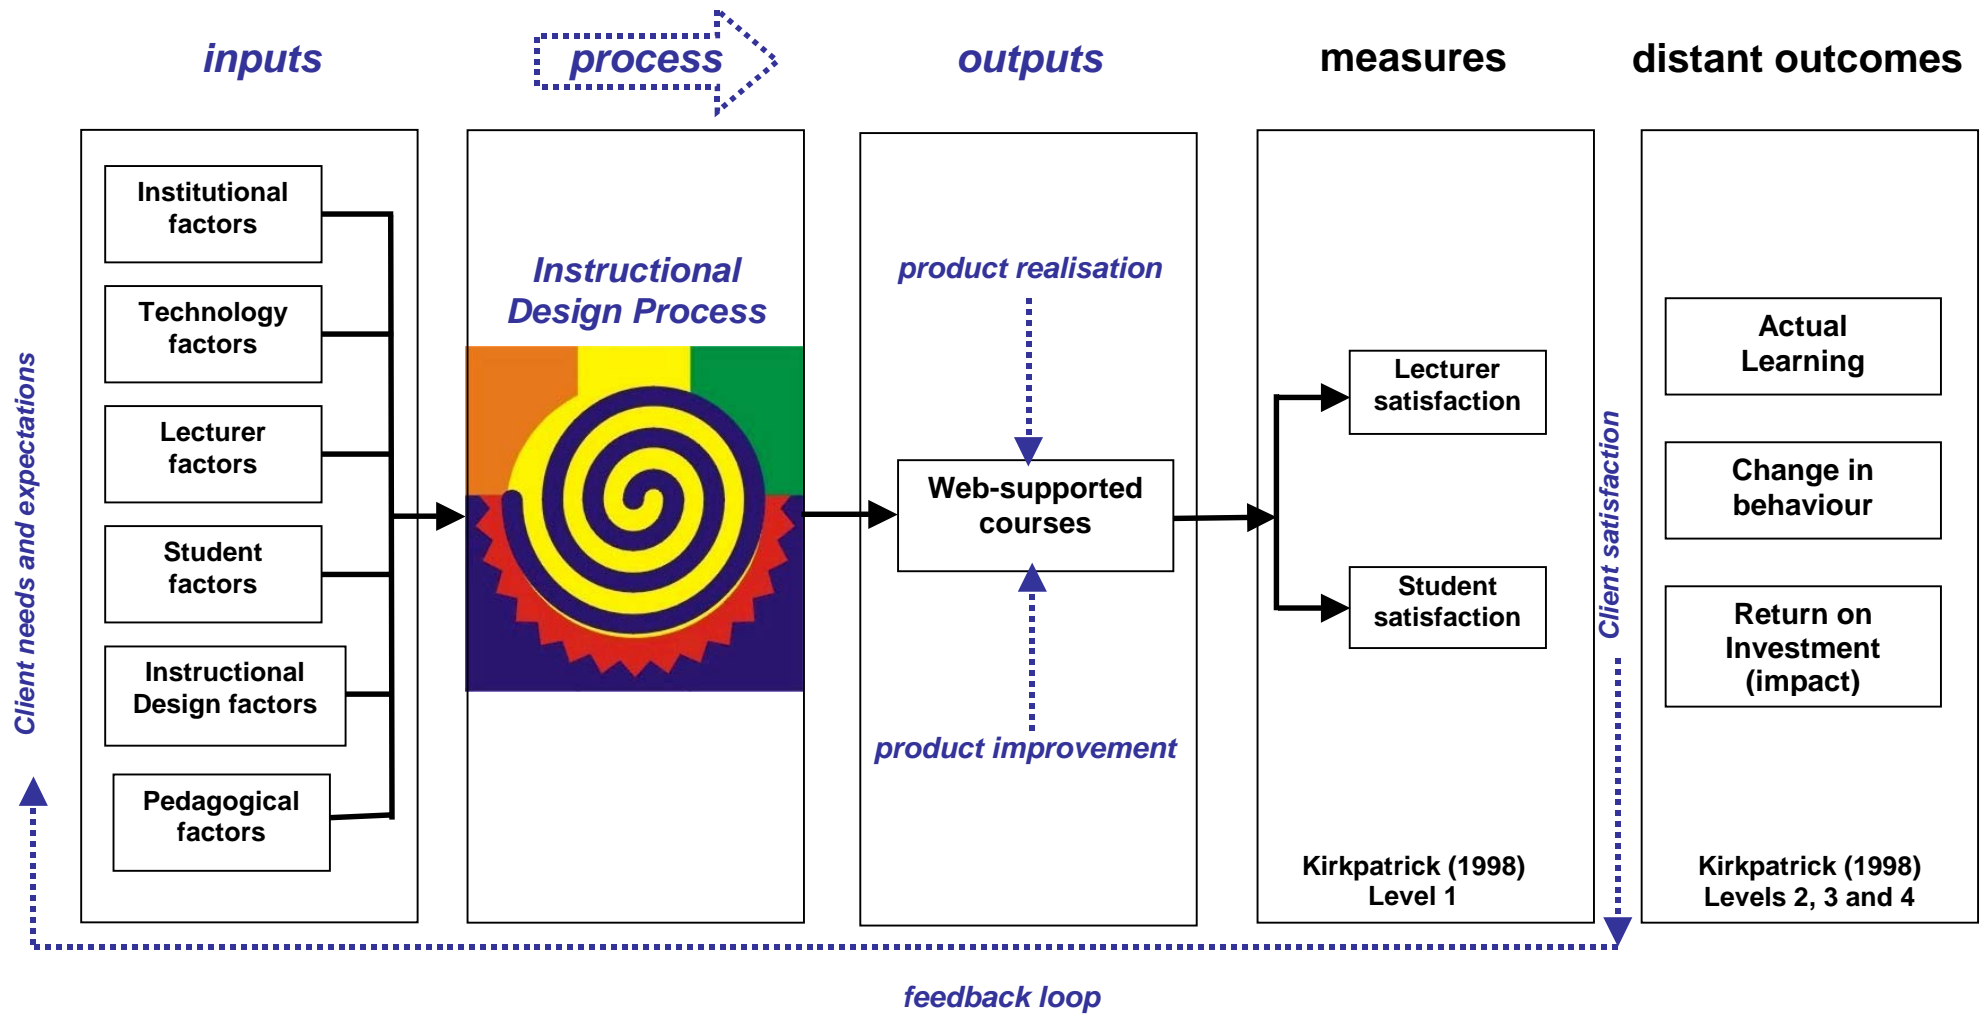 inputs
process
outputs
measures
distant outcomes
Client needs and expectations
Institutional
factors
Technology
factors
Lecturer
factors
Student
factors
Instructional
Design factors
Pedagogical
factors
Instructional
Design Process
product realisation
Web-supported
courses
product improvement
Lecturer
satisfaction
Student
satisfaction
Kirkpatrick (1998)
Level 1
Client satisfaction
Actual
Learning
Change in
behaviour
Return on
Investment
(impact)
Kirkpatrick (1998)
Levels 2, 3 and 4
feedback loop